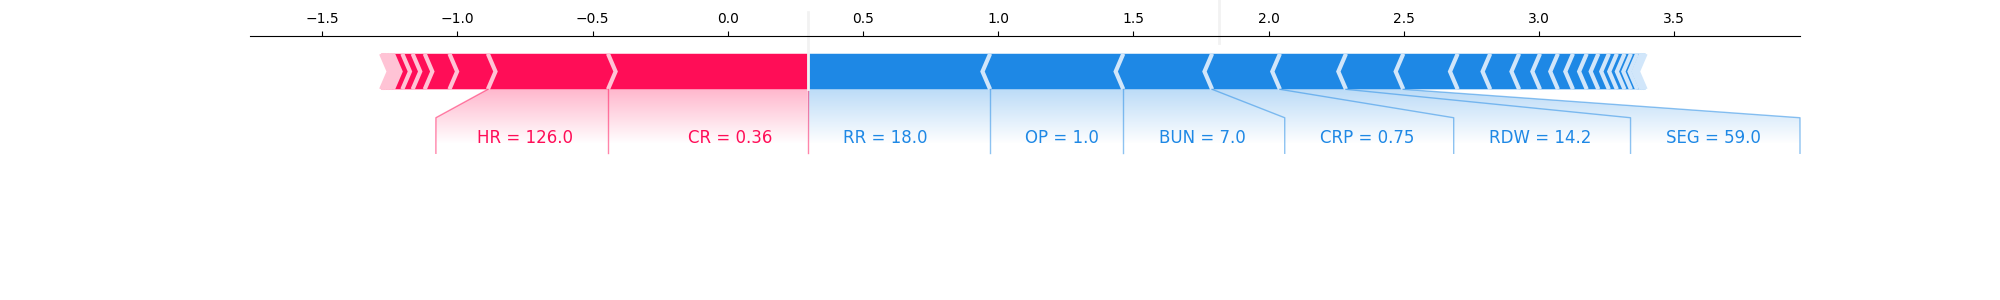 −1.5 −1.0 −0.5 0.0 0.5 1.0 1.5 2.0 2.5 3.0 3.5
HR = 126.0 CR = 0.36 RR = 18.0 OP = 1.0 BUN = 7.0 CRP = 0.75 RDW = 14.2 SEG = 59.0